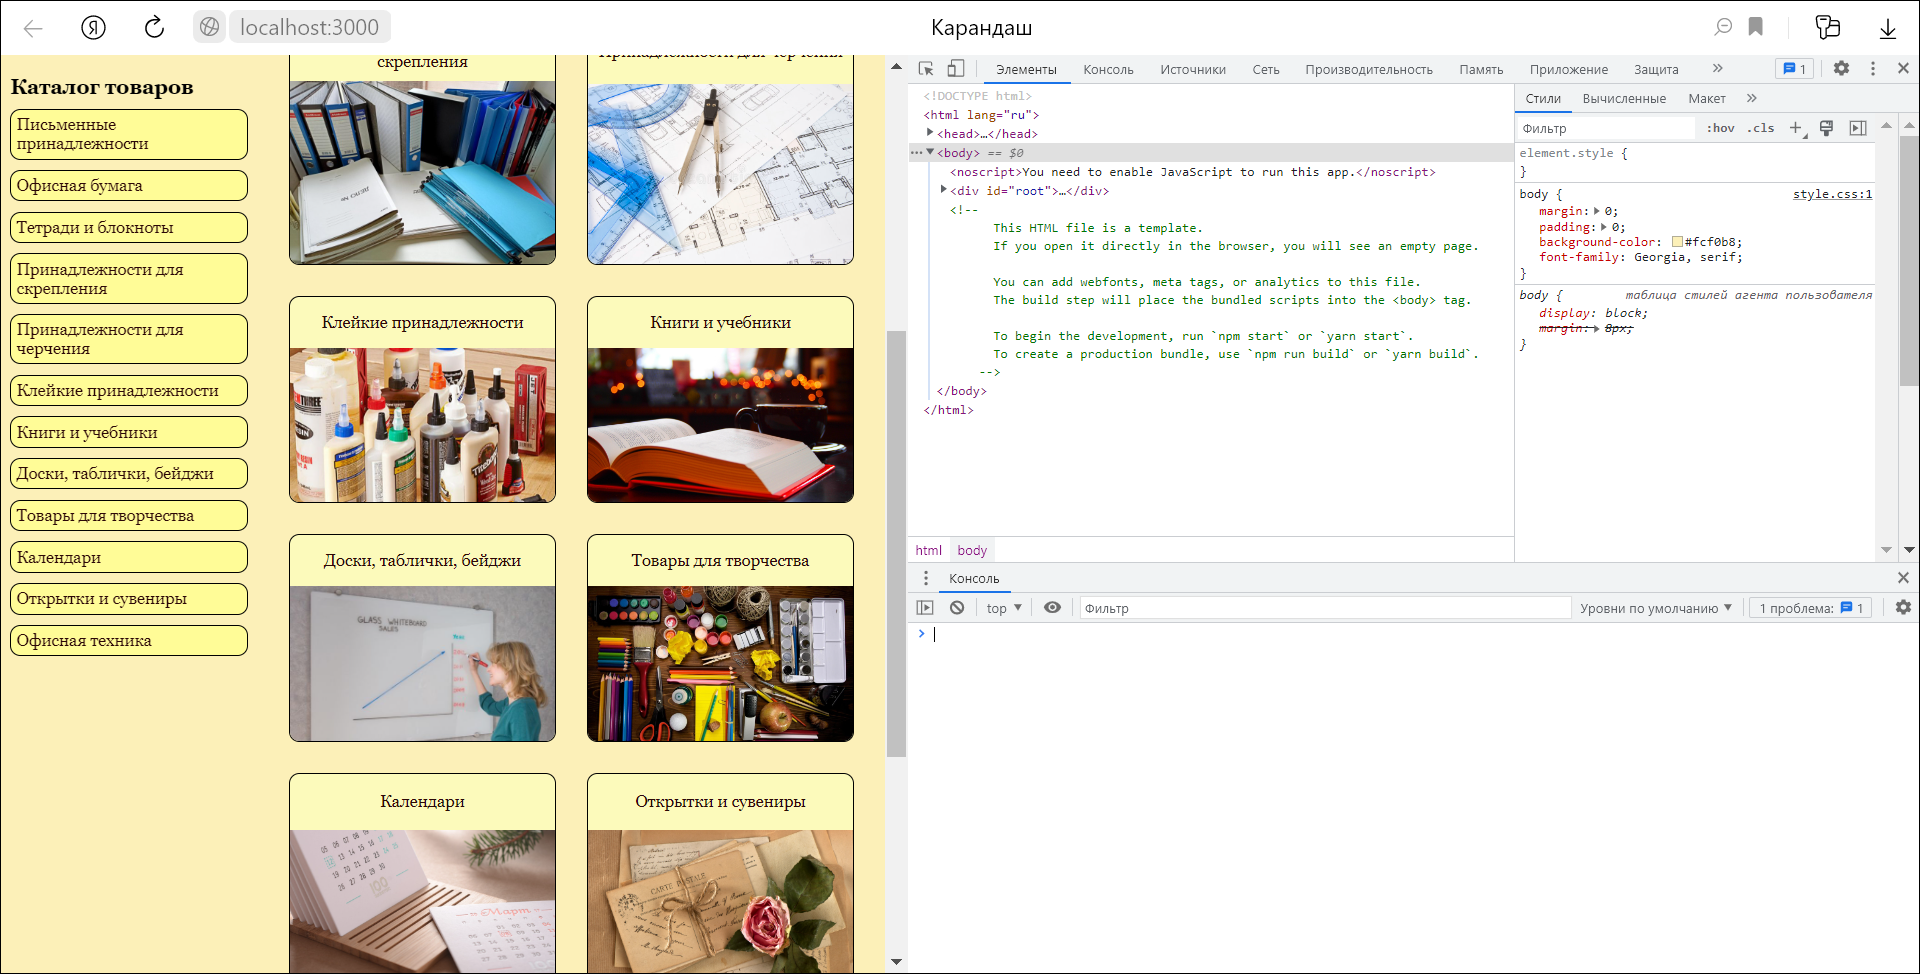 localhost:3000
Карандаш
Каталог товаров
Письменные
принадлежности
Офисная бумага
Тетради и блокноты
Принадлежности для
скрепления
Принадлежности для
черчения
Клейкие принадлежности
Книги и учебники
Доски, таблички, бейджи
Товары для творчества
Календари
Открытки и сувениры
Офисная техника
скрепления
Принадлежности для черчения
Клейкие принадлежности
Книги и учебники
Доски, таблички, бейджи
GLASS WHITEBOARD
SALES
Товары для творчества
Календари
Март
Открытки и сувениры
CARTE POSTALE
Элементы
Консоль
Источники
Сеть
Производительность
Память
Приложение
Защита
1
<!DOCTYPE html>
<html lang="ru">
<head>…</head>
<body> == $0
<noscript>You need to enable JavaScript to run this app.</noscript>
<div id="root">…</div>
<!--
This HTML file is a template.
If you open it directly in the browser, you will see an empty page.
You can add webfonts, meta tags, or analytics to this file.
The build step will place the bundled scripts into the <body> tag.
To begin the development, run `npm start` or `yarn start`.
To create a production bundle, use `npm run build` or `yarn build`.
-->
</body>
</html>
html body
Стили
Вычисленные
Макет
Фильтр
:hov .cls
element.style {
}
body { style.css:1
margin: 0;
padding: 0;
background-color: #fcf0b8;
font-family: Georgia, serif;
}
body { таблица стилей агента пользователя
display: block;
margin: 8px;
}
Консоль
top
Фильтр
Уровни по умолчанию
1 проблема: 1